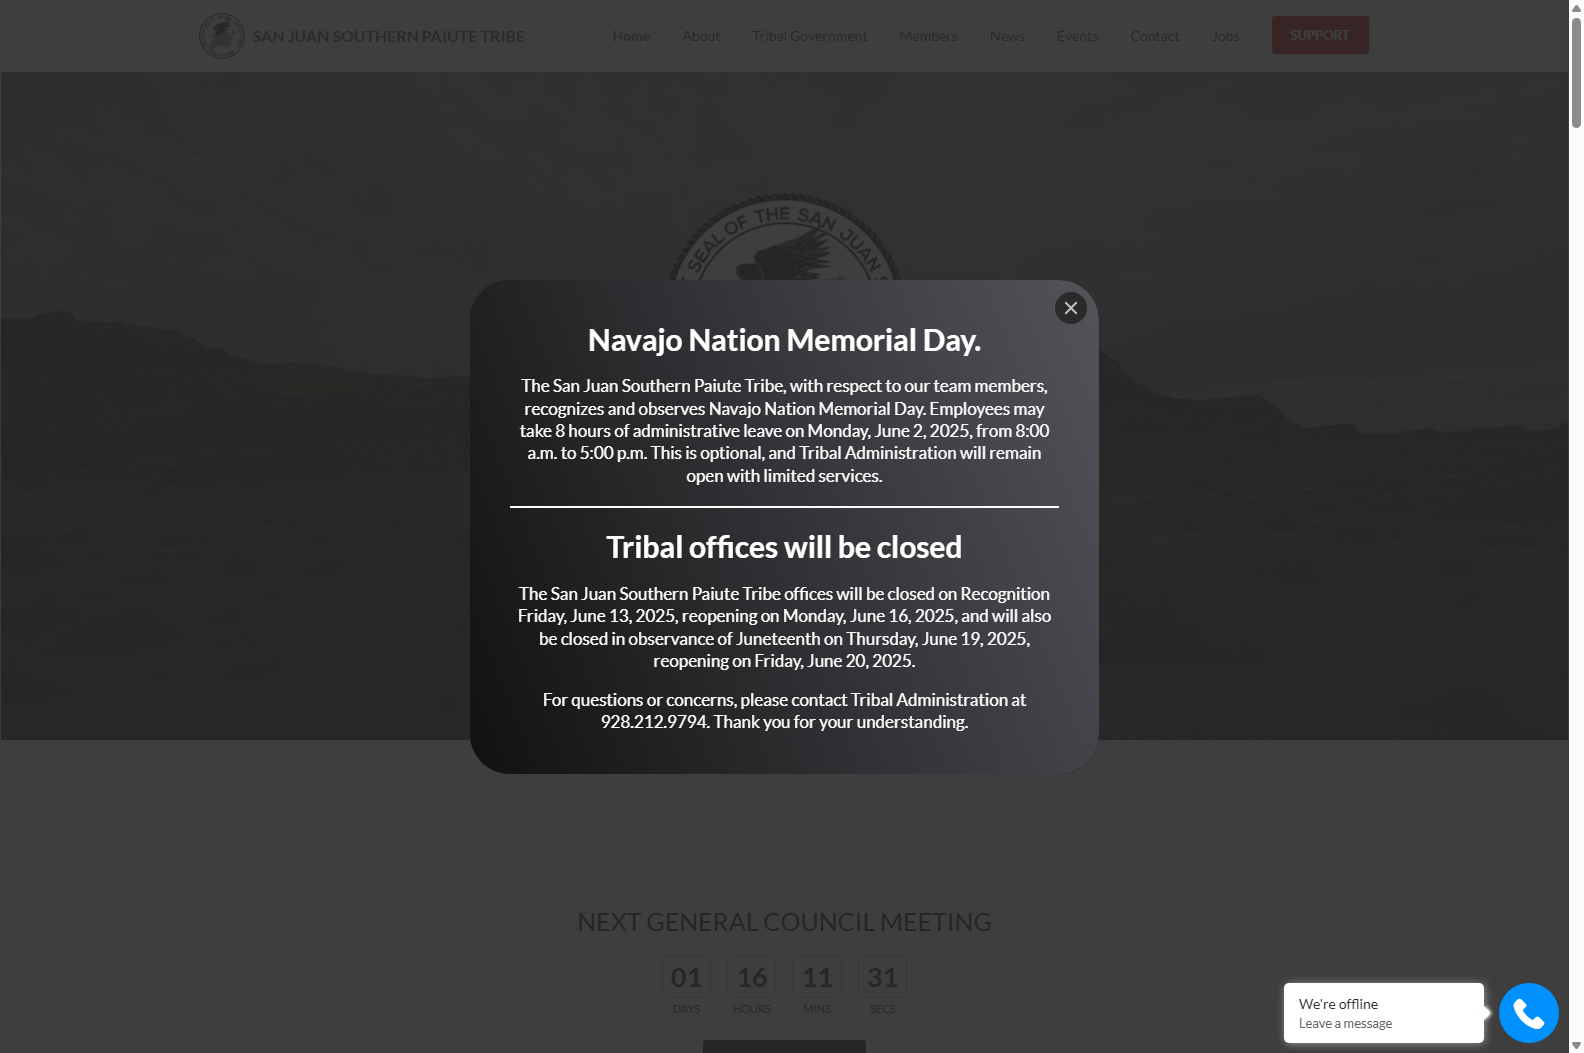 SAN JUAN SOUTHERN PAIUTE TRIBE
Home About Tribal Government Members News Events Contact Jobs SUPPORT
SEAL OF THE SAN JUAN
Navajo Nation Memorial Day.
The San Juan Southern Paiute Tribe, with respect to our team members,
recognizes and observes Navajo Nation Memorial Day. Employees may
take 8 hours of administrative leave on Monday, June 2, 2025, from 8:00
a.m. to 5:00 p.m. This is optional, and Tribal Administration will remain
open with limited services.
Tribal offices will be closed
The San Juan Southern Paiute Tribe offices will be closed on Recognition
Friday, June 13, 2025, reopening on Monday, June 16, 2025, and will also
be closed in observance of Juneteenth on Thursday, June 19, 2025,
reopening on Friday, June 20, 2025.
For questions or concerns, please contact Tribal Administration at
928.212.9794. Thank you for your understanding.
NEXT GENERAL COUNCIL MEETING
01 16 11 31
DAYS HOURS MINS SECS
We're offline
Leave a message